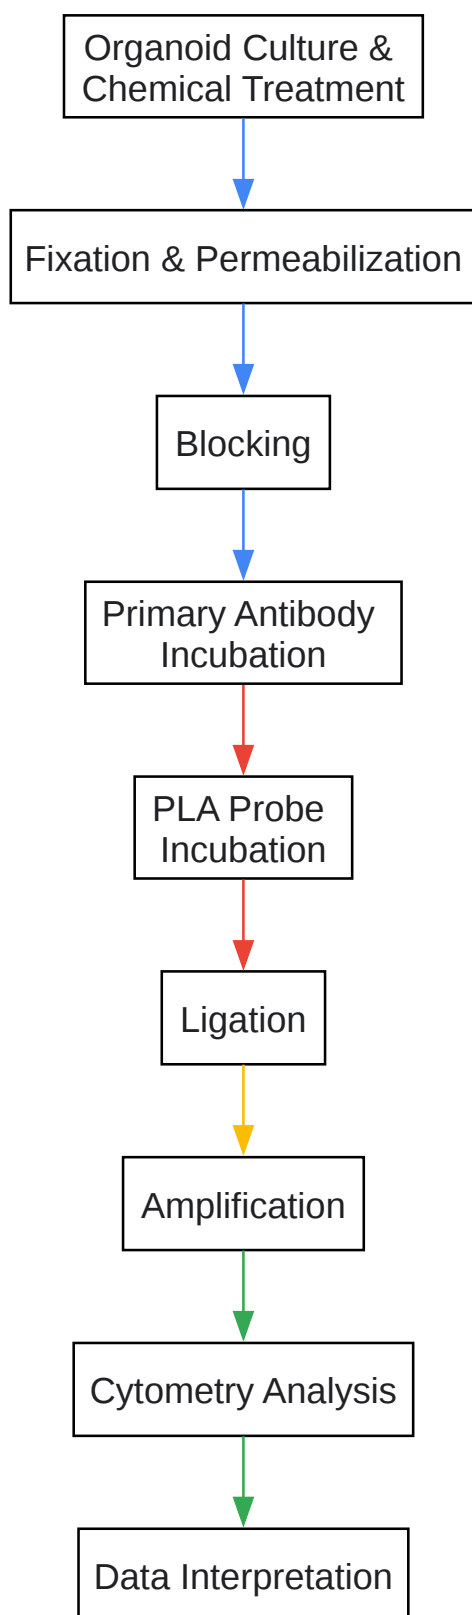 Organoid Culture &
Chemical Treatment
Fixation & Permeabilization
Blocking
Primary Antibody
Incubation
PLA Probe
Incubation
Ligation
Amplification
Cytometry Analysis
Data Interpretation